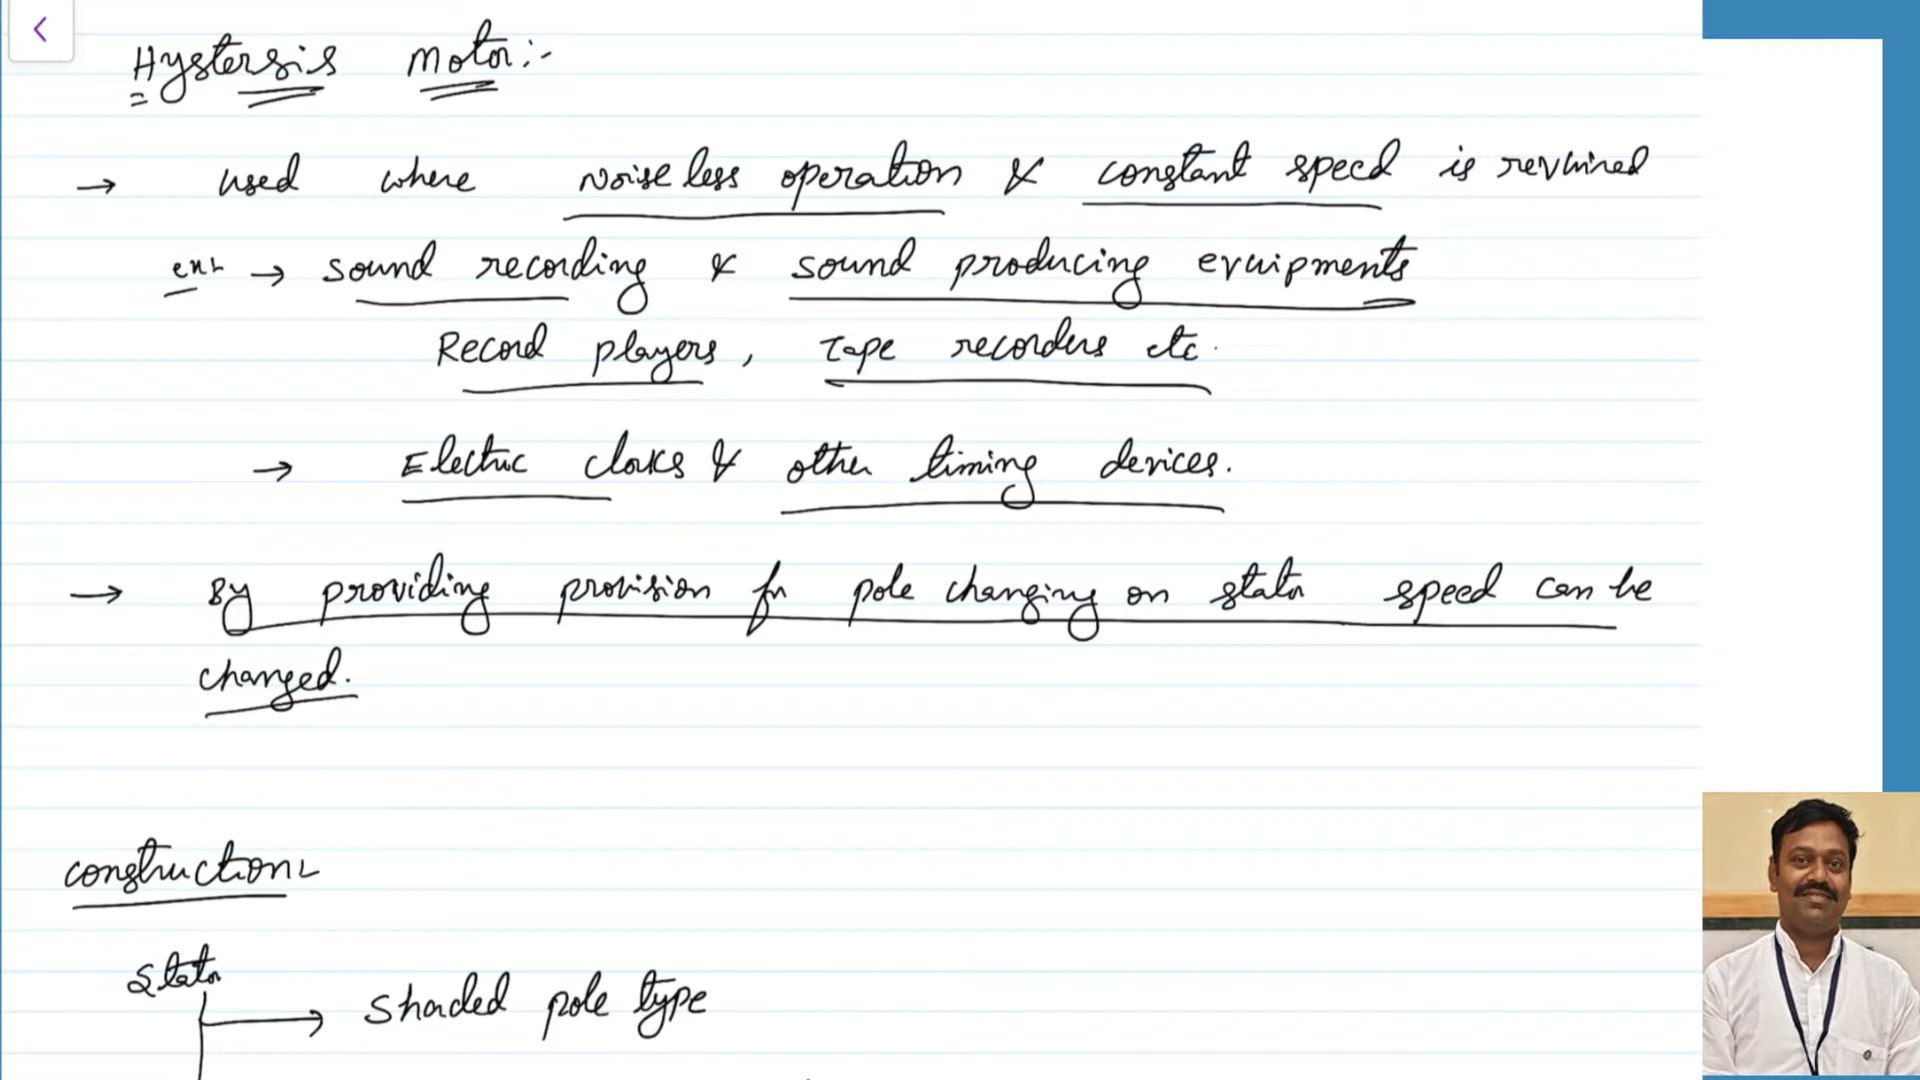 Hystersis Motor:-
→ used where Noise less operation & constant speed is required
ex:- → sound recording & sound producing equipments
Record players, Tape recorders etc.
→ Electric clocks & other timing devices.
→ By providing provision for pole changing on stator speed can be
changed.
construction:-
Stator
→ Shaded pole type